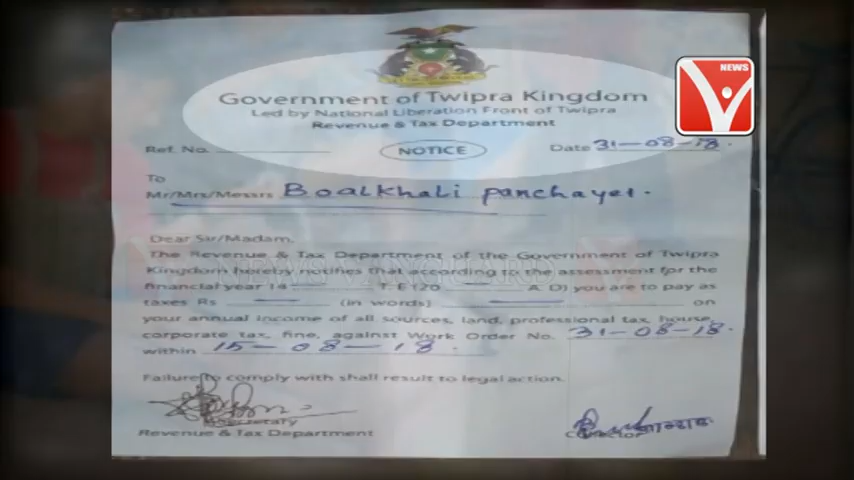 NEWS
Government of Twipra Kingdom
Led by National Liberation Front of Twipra
Revenue & Tax Department
Ref. No.
NOTICE
Date 31-08-18.
To
Mr/Mrs/Messrs Boalkhali panchayet.
Dear Sir/Madam,
The Revenue & Tax Department of the Government of Twipra
Kingdom hereby notifies that according to the assessment for the
financial year 14 T.E (20 — A.D) you are to pay as
taxes Rs — (in words) — on
your annual income of all sources, land, professional tax, house,
corporate tax, fine, against Work Order No. 31-08-18.
within 15-08-18.
Failure to comply with shall result to legal action.
Secretary
Revenue & Tax Department
Collector